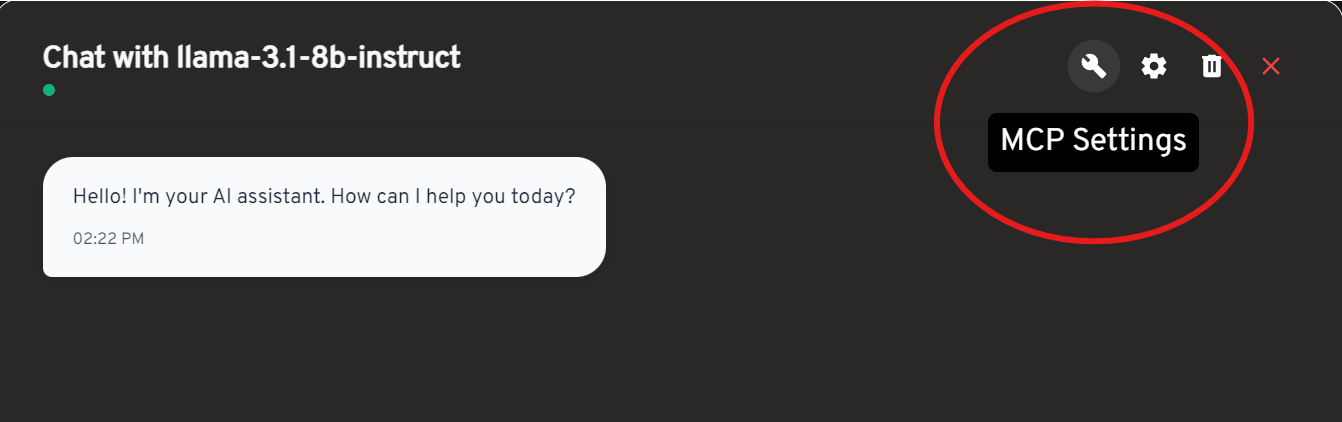 Chat with llama-3.1-8b-instruct
MCP Settings
Hello! I'm your AI assistant. How can I help you today?
02:22 PM